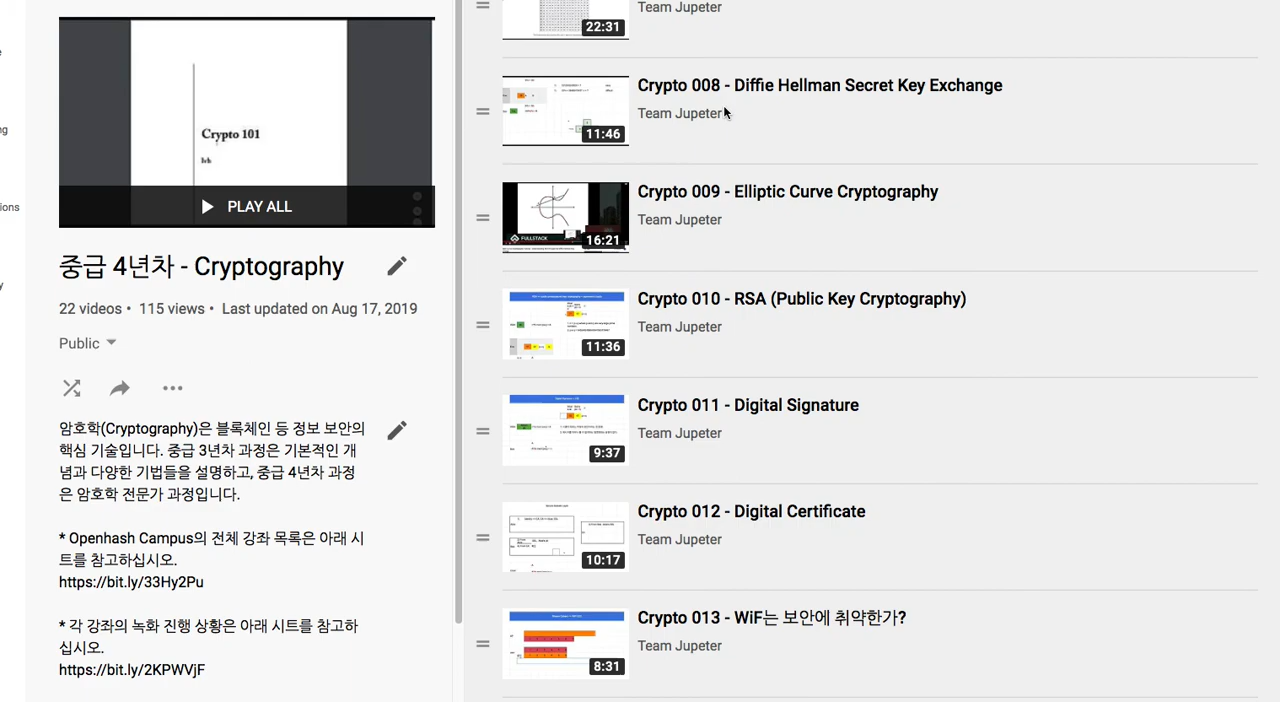 Crypto 101
PLAY ALL
중급 4년차 - Cryptography
22 videos • 115 views • Last updated on Aug 17, 2019
Public
암호학(Cryptography)은 블록체인 등 정보 보안의
핵심 기술입니다. 중급 3년차 과정은 기본적인 개
념과 다양한 기법들을 설명하고, 중급 4년차 과정
은 암호학 전문가 과정입니다.
* Openhash Campus의 전체 강좌 목록은 아래 시
트를 참고하십시오.
https://bit.ly/33Hy2Pu
* 각 강좌의 녹화 진행 상황은 아래 시트를 참고하
십시오.
https://bit.ly/2KPWVjF
Team Jupeter
22:31
Crypto 008 - Diffie Hellman Secret Key Exchange
Team Jupeter
11:46
Crypto 009 - Elliptic Curve Cryptography
Team Jupeter
FULLSTACK
16:21
Crypto 010 - RSA (Public Key Cryptography)
Team Jupeter
11:36
Crypto 011 - Digital Signature
Team Jupeter
9:37
Crypto 012 - Digital Certificate
Team Jupeter
10:17
Crypto 013 - WiF는 보안에 취약한가?
Team Jupeter
8:31